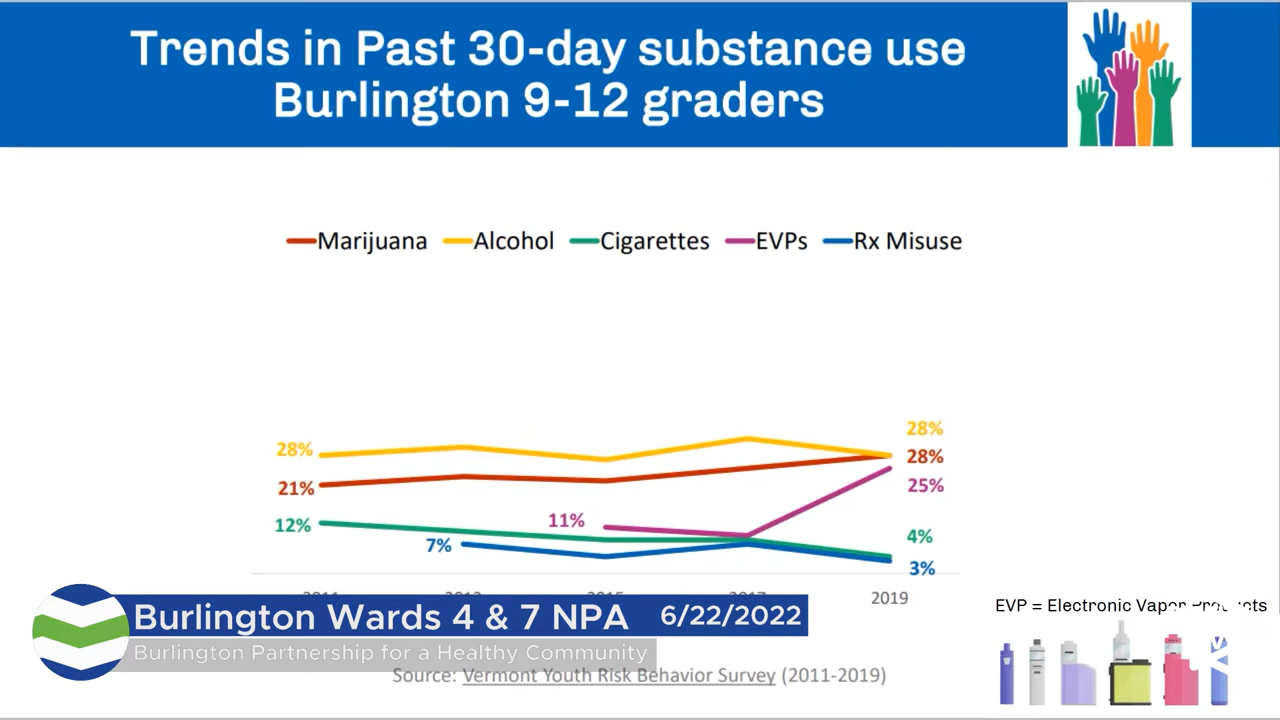 Trends in Past 30-day substance use
Burlington 9-12 graders
Marijuana Alcohol Cigarettes EVPs Rx Misuse
28%
28%
28%
21%
25%
12%
11%
4%
7%
3%
2019
Burlington Wards 4 & 7 NPA 6/22/2022
Burlington Partnership for a Healthy Community
EVP = Electronic Vapor Products
Source: Vermont Youth Risk Behavior Survey (2011-2019)